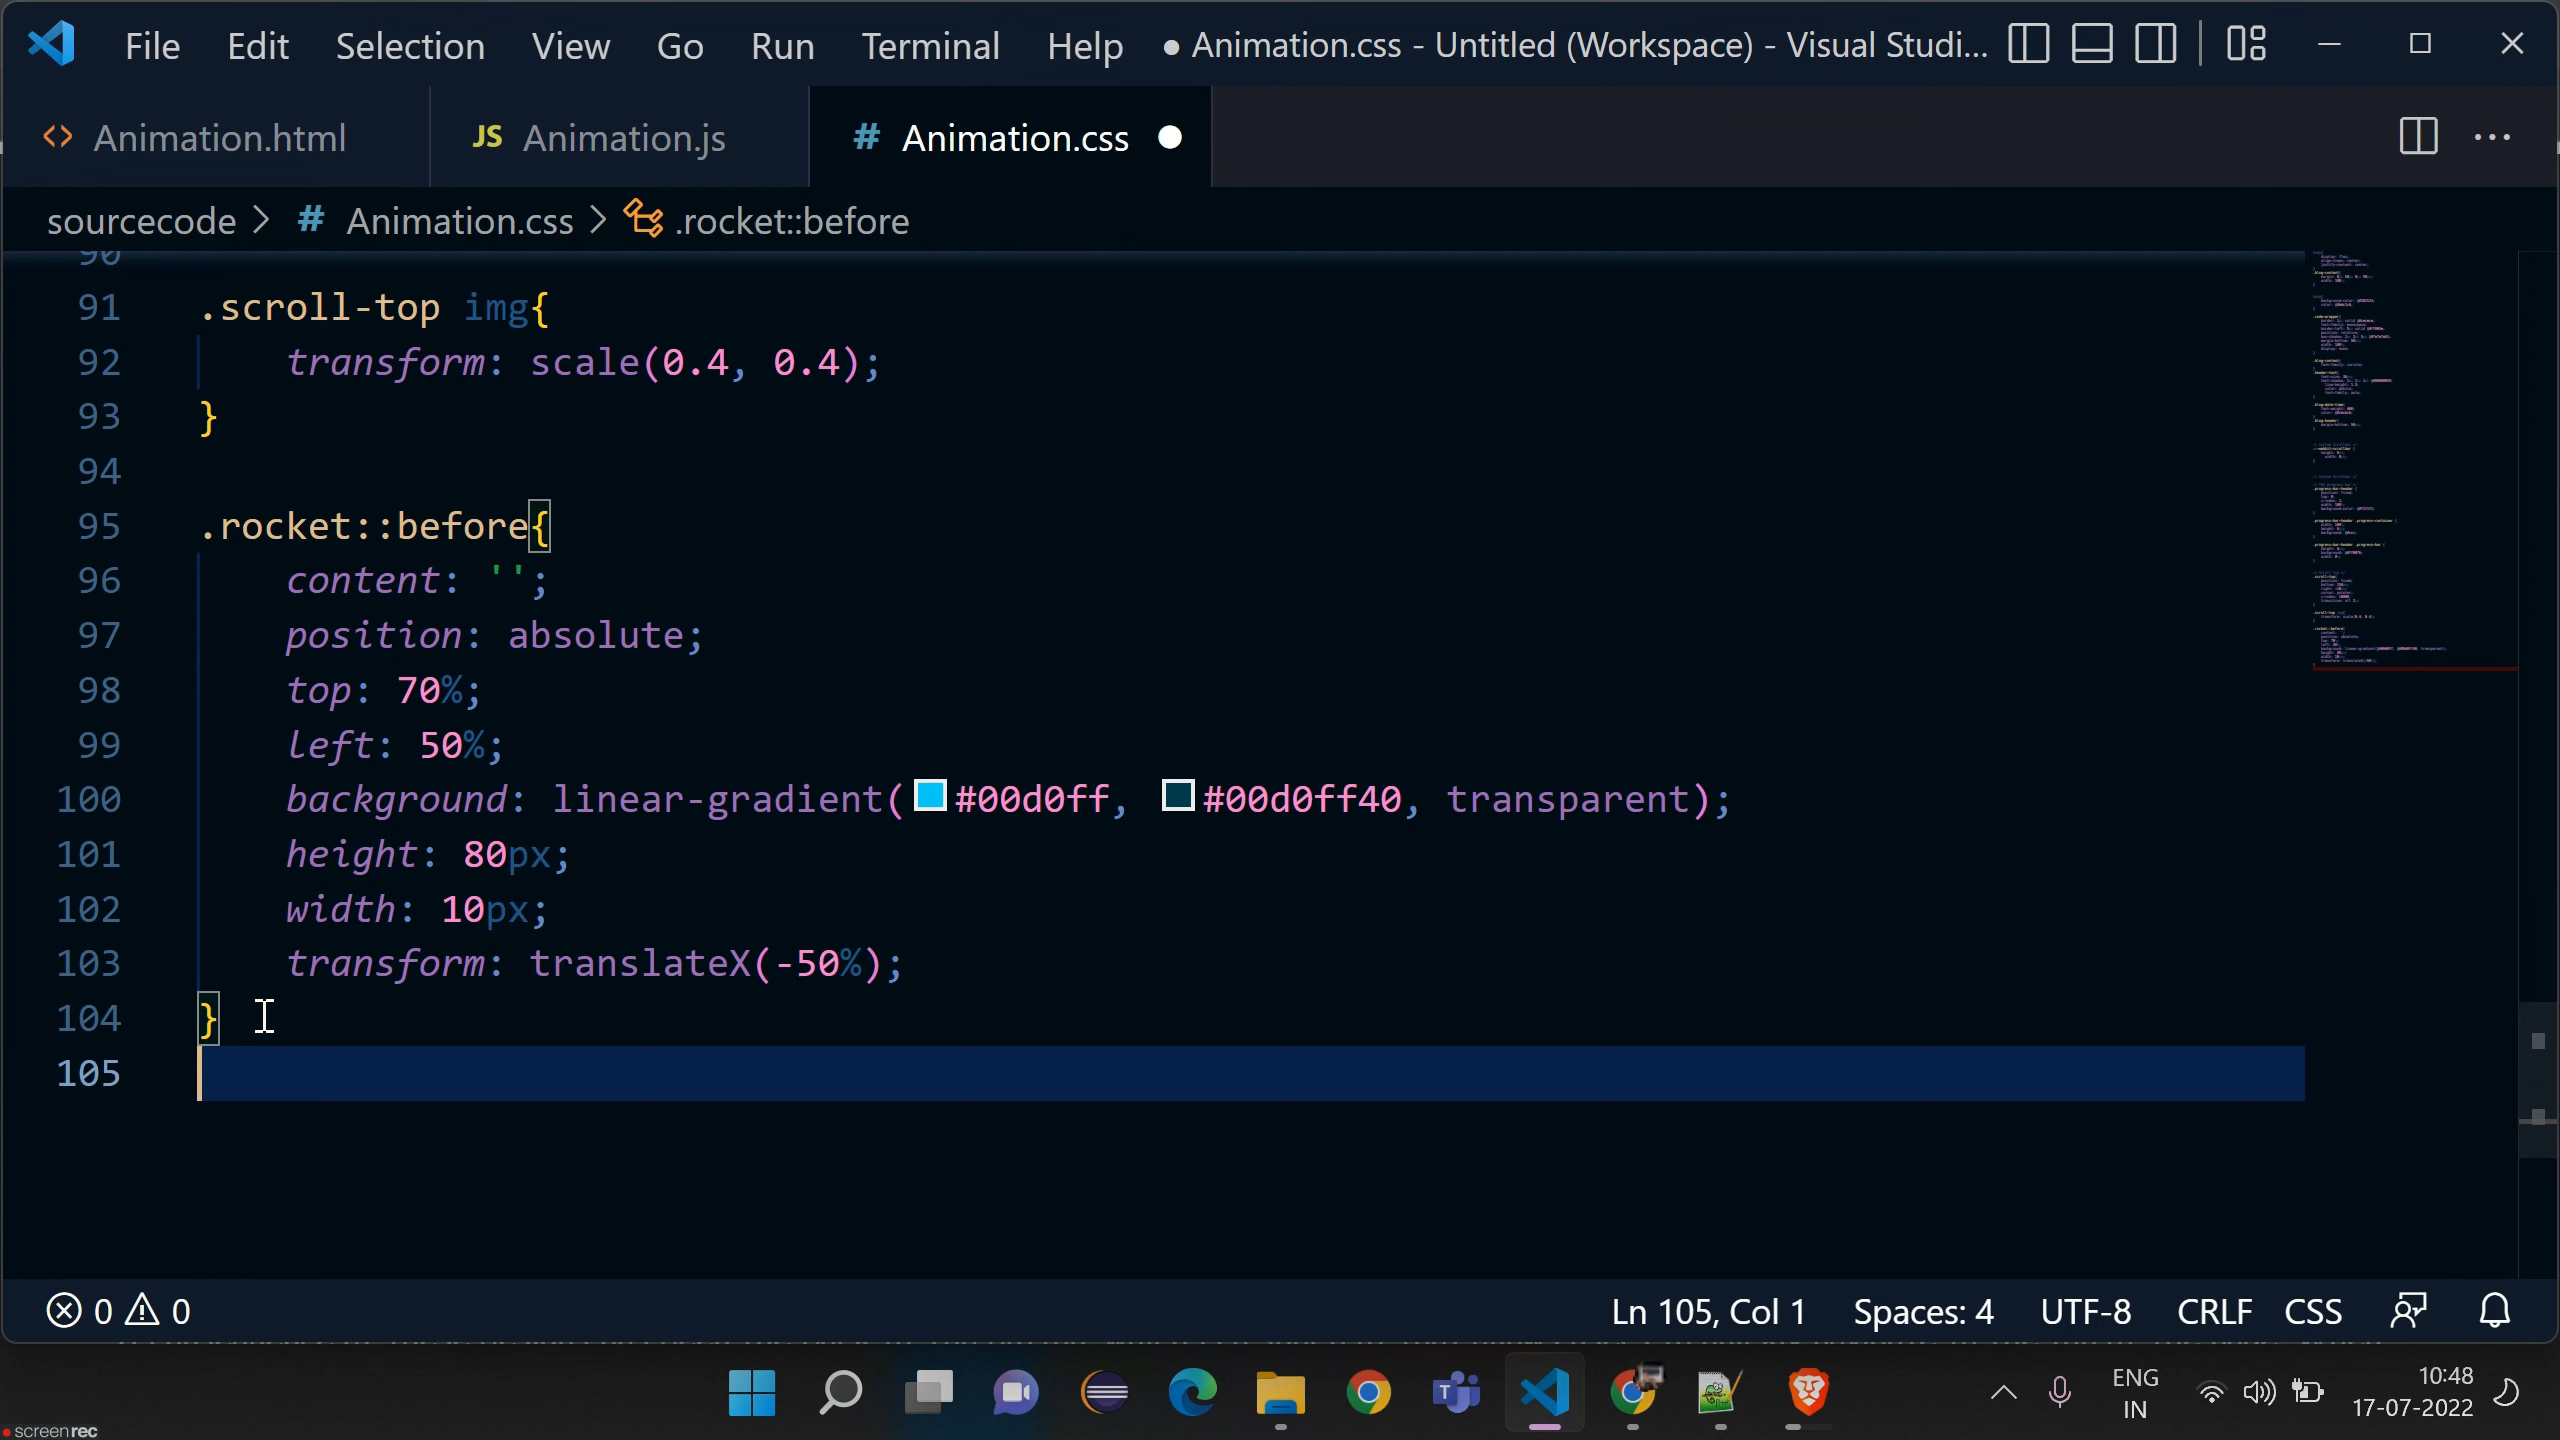 File Edit Selection View Go Run Terminal Help ● Animation.css - Untitled (Workspace) - Visual Studi...
<> Animation.html JS Animation.js # Animation.css ●
sourcecode > # Animation.css > .rocket::before
90
91 .scroll-top img{
92 transform: scale(0.4, 0.4);
93 }
94
95 .rocket::before{
96 content: '';
97 position: absolute;
98 top: 70%;
99 left: 50%;
100 background: linear-gradient(#00d0ff, #00d0ff40, transparent);
101 height: 80px;
102 width: 10px;
103 transform: translateX(-50%);
104 }
105
0 0 Ln 105, Col 1 Spaces: 4 UTF-8 CRLF CSS
ENG
IN
10:48
17-07-2022
screenrec